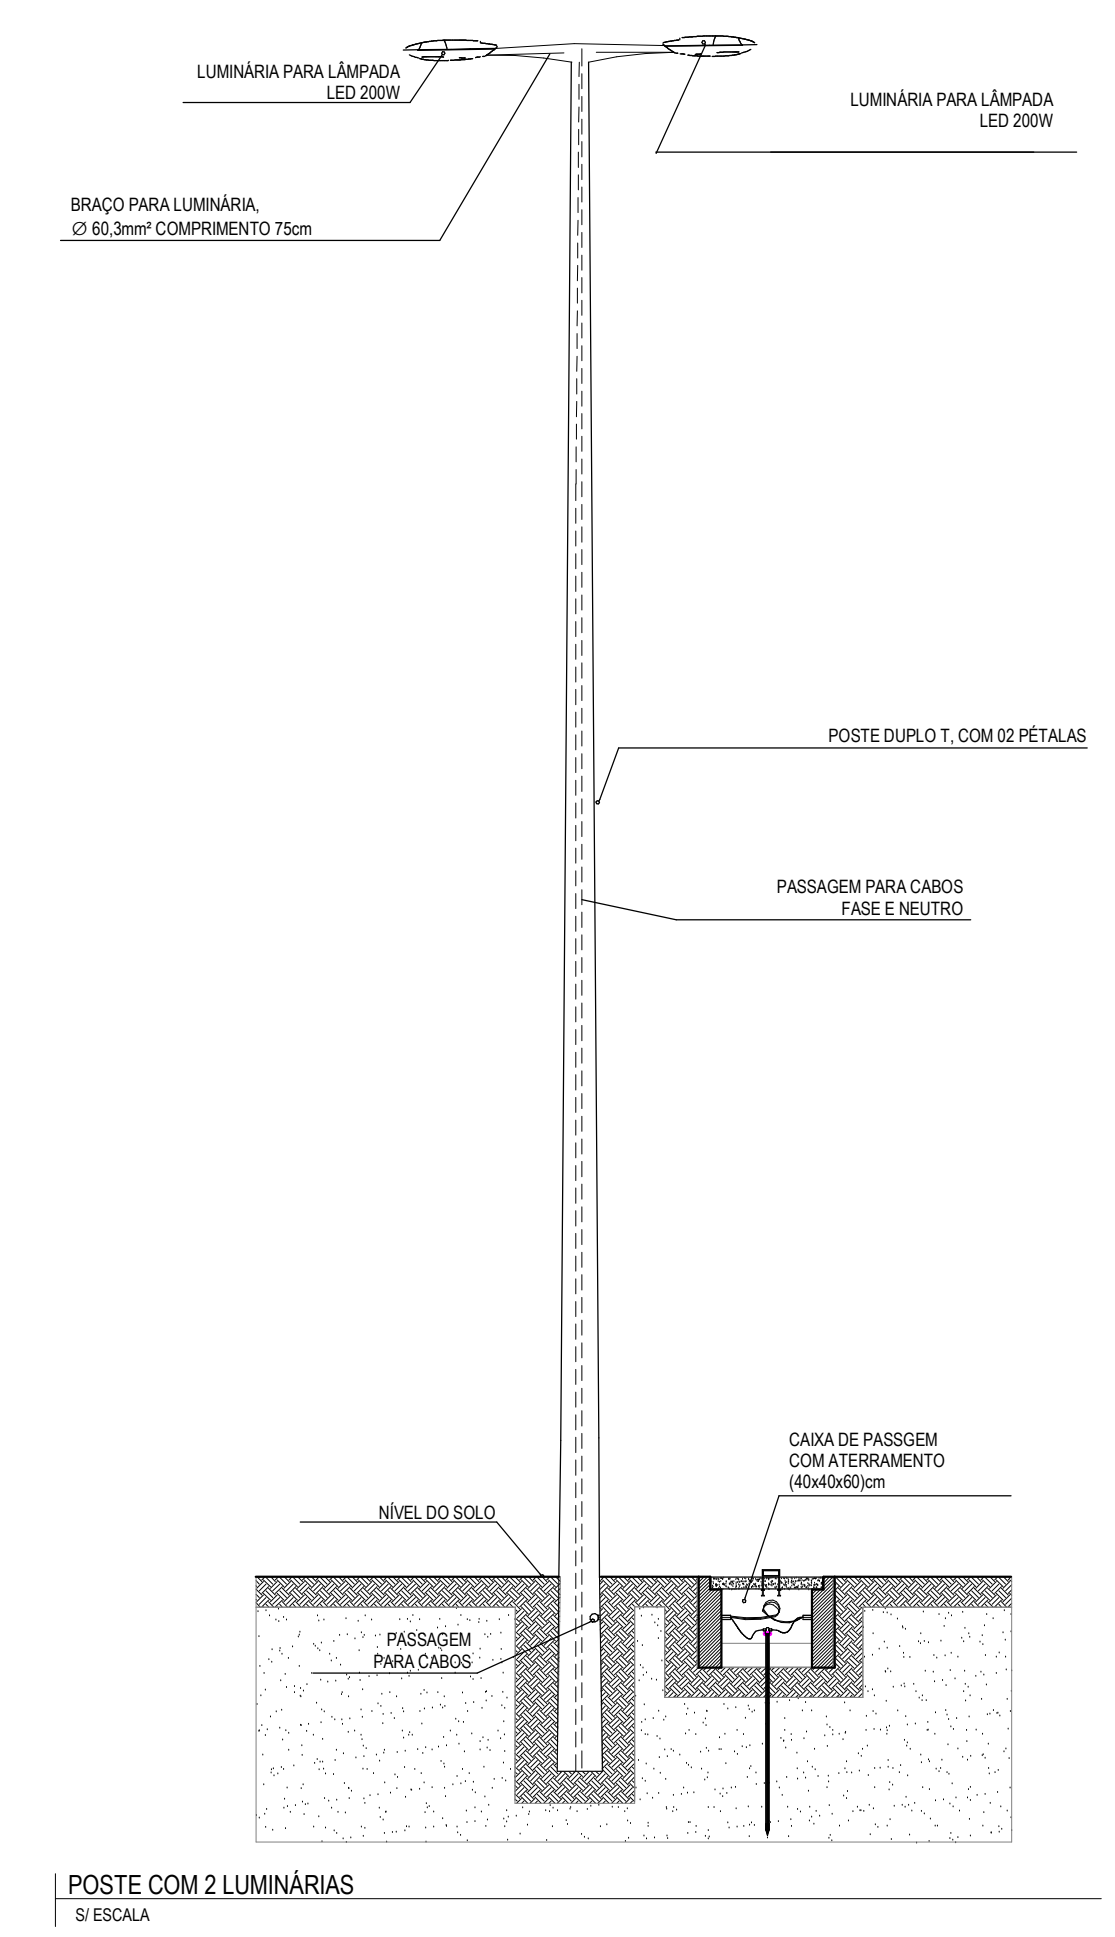 LUMINÁRIA PARA LÂMPADA
LED 200W
LUMINÁRIA PARA LÂMPADA
LED 200W
BRAÇO PARA LUMINÁRIA,
∅ 60,3mm² COMPRIMENTO 75cm
POSTE DUPLO T, COM 02 PÉTALAS
PASSAGEM PARA CABOS
FASE E NEUTRO
CAIXA DE PASSGEM
COM ATERRAMENTO
(40x40x60)cm
NÍVEL DO SOLO
PASSAGEM
PARA CABOS
POSTE COM 2 LUMINÁRIAS
S/ ESCALA